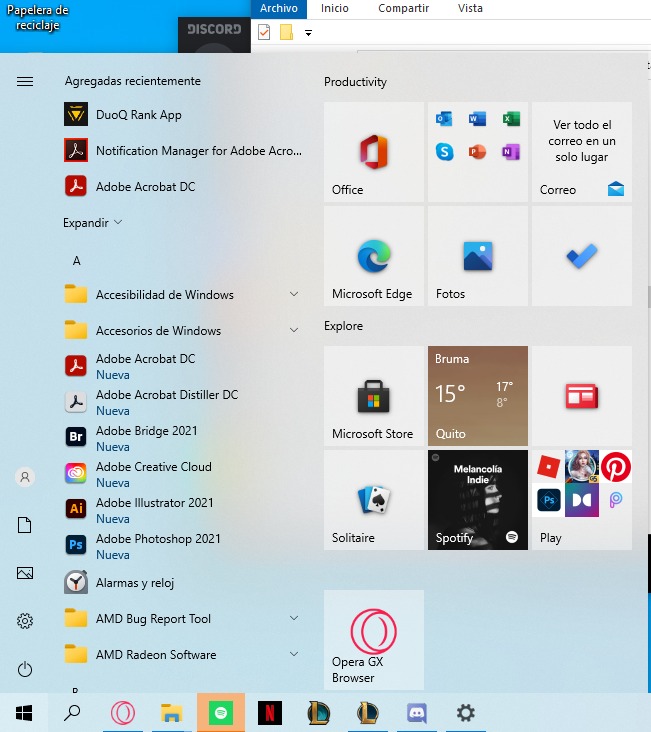 Papelera de
reciclaje
DISCORD
Archivo
Inicio
Compartir
Vista
Agregadas recientemente
DuoQ Rank App
Notification Manager for Adobe Acro...
Adobe Acrobat DC
Expandir
A
Accesibilidad de Windows
Accesorios de Windows
Adobe Acrobat DC
Nueva
Adobe Acrobat Distiller DC
Nueva
Br
Adobe Bridge 2021
Nueva
Adobe Creative Cloud
Nueva
Ai
Adobe Illustrator 2021
Nueva
Ps
Adobe Photoshop 2021
Nueva
Alarmas y reloj
AMD Bug Report Tool
AMD Radeon Software
Productivity
Office
Ver todo el
correo en un
solo lugar
Correo
Microsoft Edge
Fotos
Explore
Microsoft Store
Bruma
15°
17°
8°
Quito
Solitaire
Melancolía
Indie
Spotify
Ps
Play
Opera GX
Browser